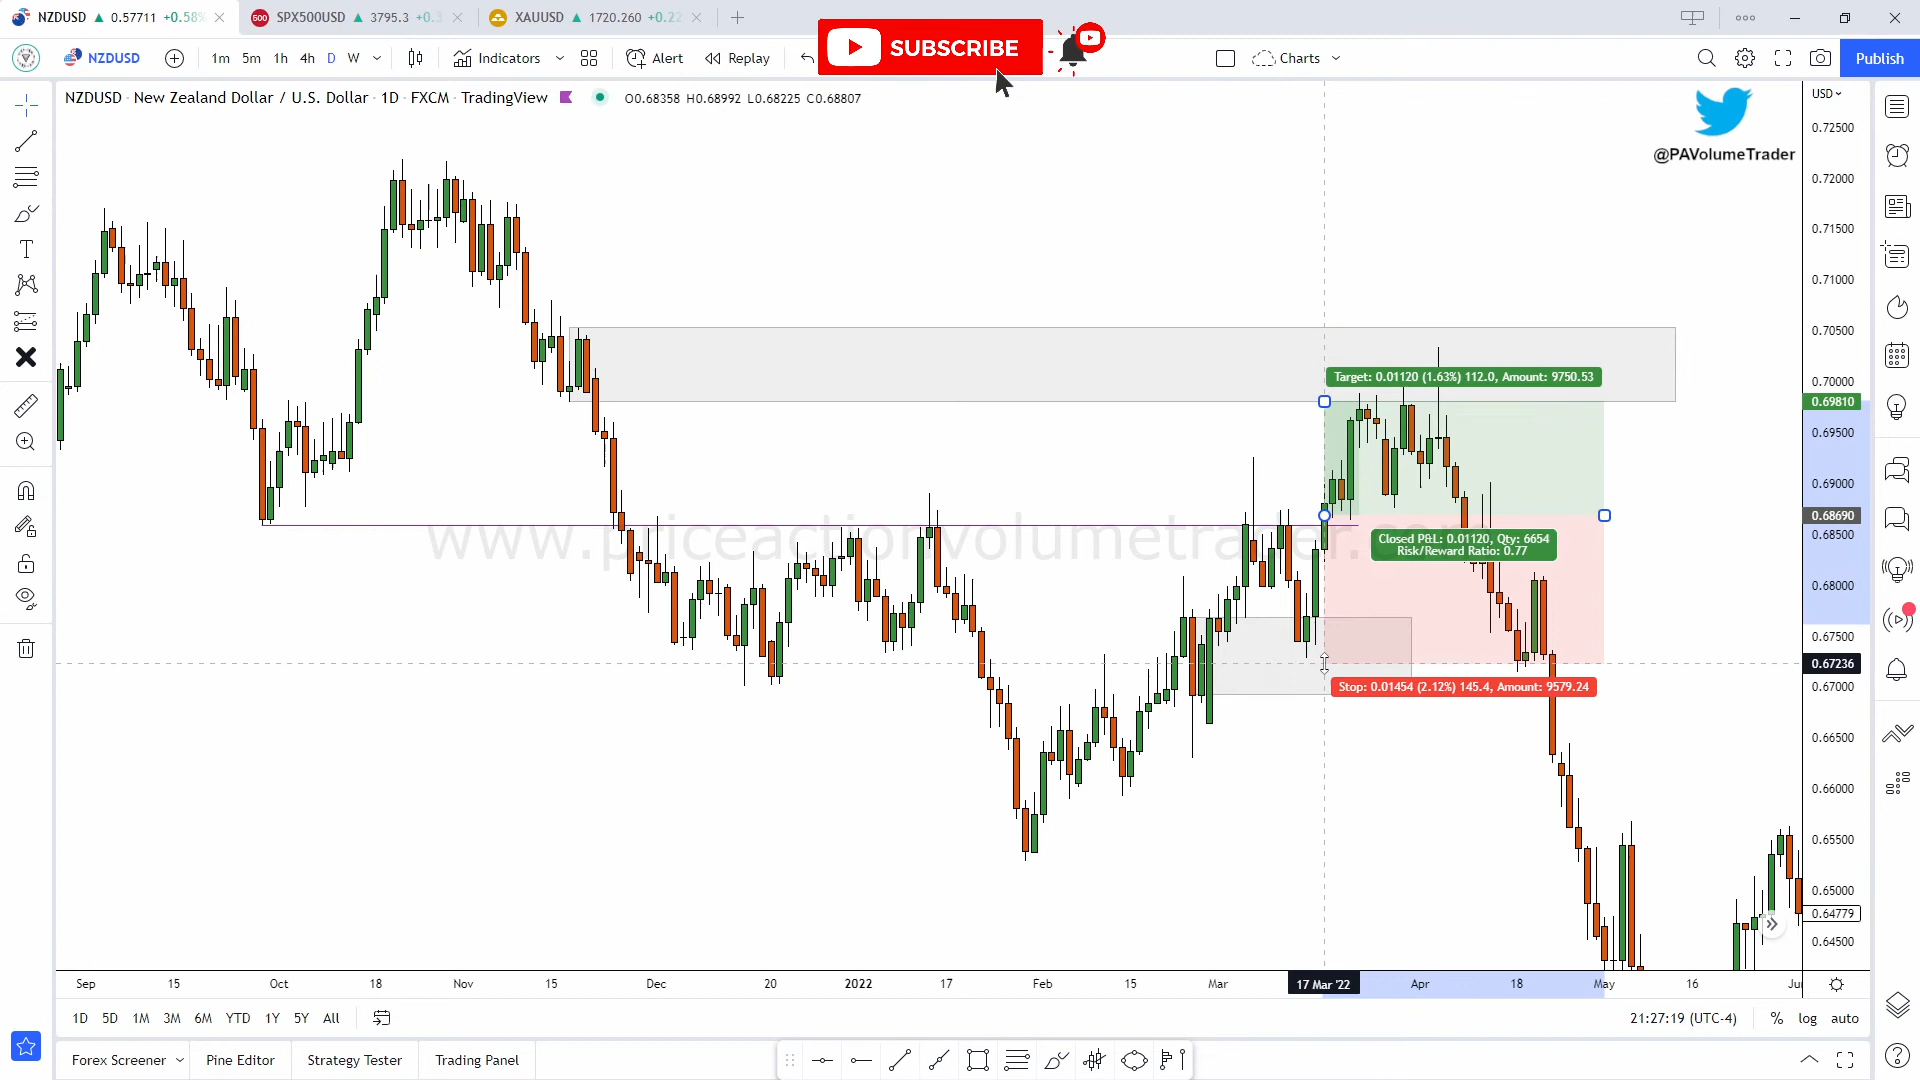 NZDUSD ▲ 0.57711 +0.58%
SPX500USD ▲ 3795.3 +0.3
XAUUSD ▲ 1720.260 +0.22
NZDUSD
1m 5m 1h 4h D W
Indicators
Alert
Replay
SUBSCRIBE
Charts
Publish
NZDUSD · New Zealand Dollar / U.S. Dollar · 1D · FXCM · TradingView
O0.68358 H0.68992 L0.68225 C0.68807
USD
@PAVolumeTrader
0.72500
0.72000
0.71500
0.71000
0.70500
0.70000
0.69810
0.69500
0.69000
0.68690
0.68500
0.68000
0.67500
0.67236
0.67000
0.66500
0.66000
0.65500
0.65000
0.64779
0.64500
Target: 0.01120 (1.63%) 112.0, Amount: 9750.53
www.priceactionvolumetrader.com
Closed P&L: 0.01120, Qty: 6654
Risk/Reward Ratio: 0.77
Stop: 0.01454 (2.12%) 145.4, Amount: 9579.24
Sep 15 Oct 18 Nov 15 Dec 20 2022 17 Feb 15 Mar 17 Mar '22 Apr 18 May 16
1D 5D 1M 3M 6M YTD 1Y 5Y All
21:27:19 (UTC-4) % log auto
Forex Screener Pine Editor Strategy Tester Trading Panel